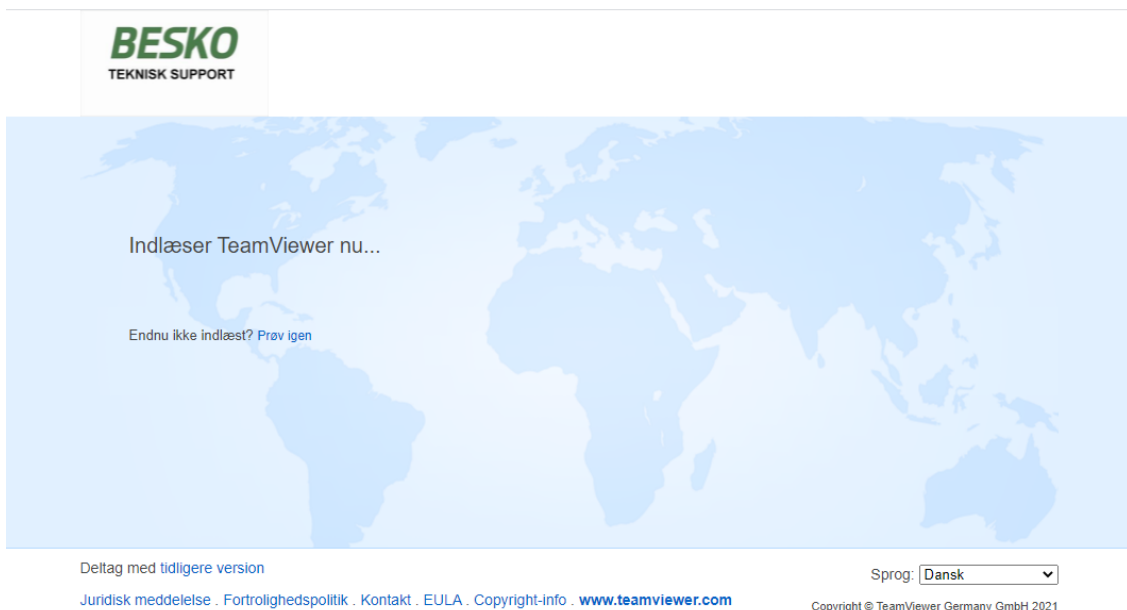 BESKO
TEKNISK SUPPORT
Indlæser TeamViewer nu...
Endnu ikke indlæst? Prøv igen
Deltag med tidligere version
Sprog: Dansk
Juridisk meddelelse . Fortrolighedspolitik . Kontakt . EULA . Copyright-info . www.teamviewer.com
Copyright © TeamViewer Germany GmbH 2021